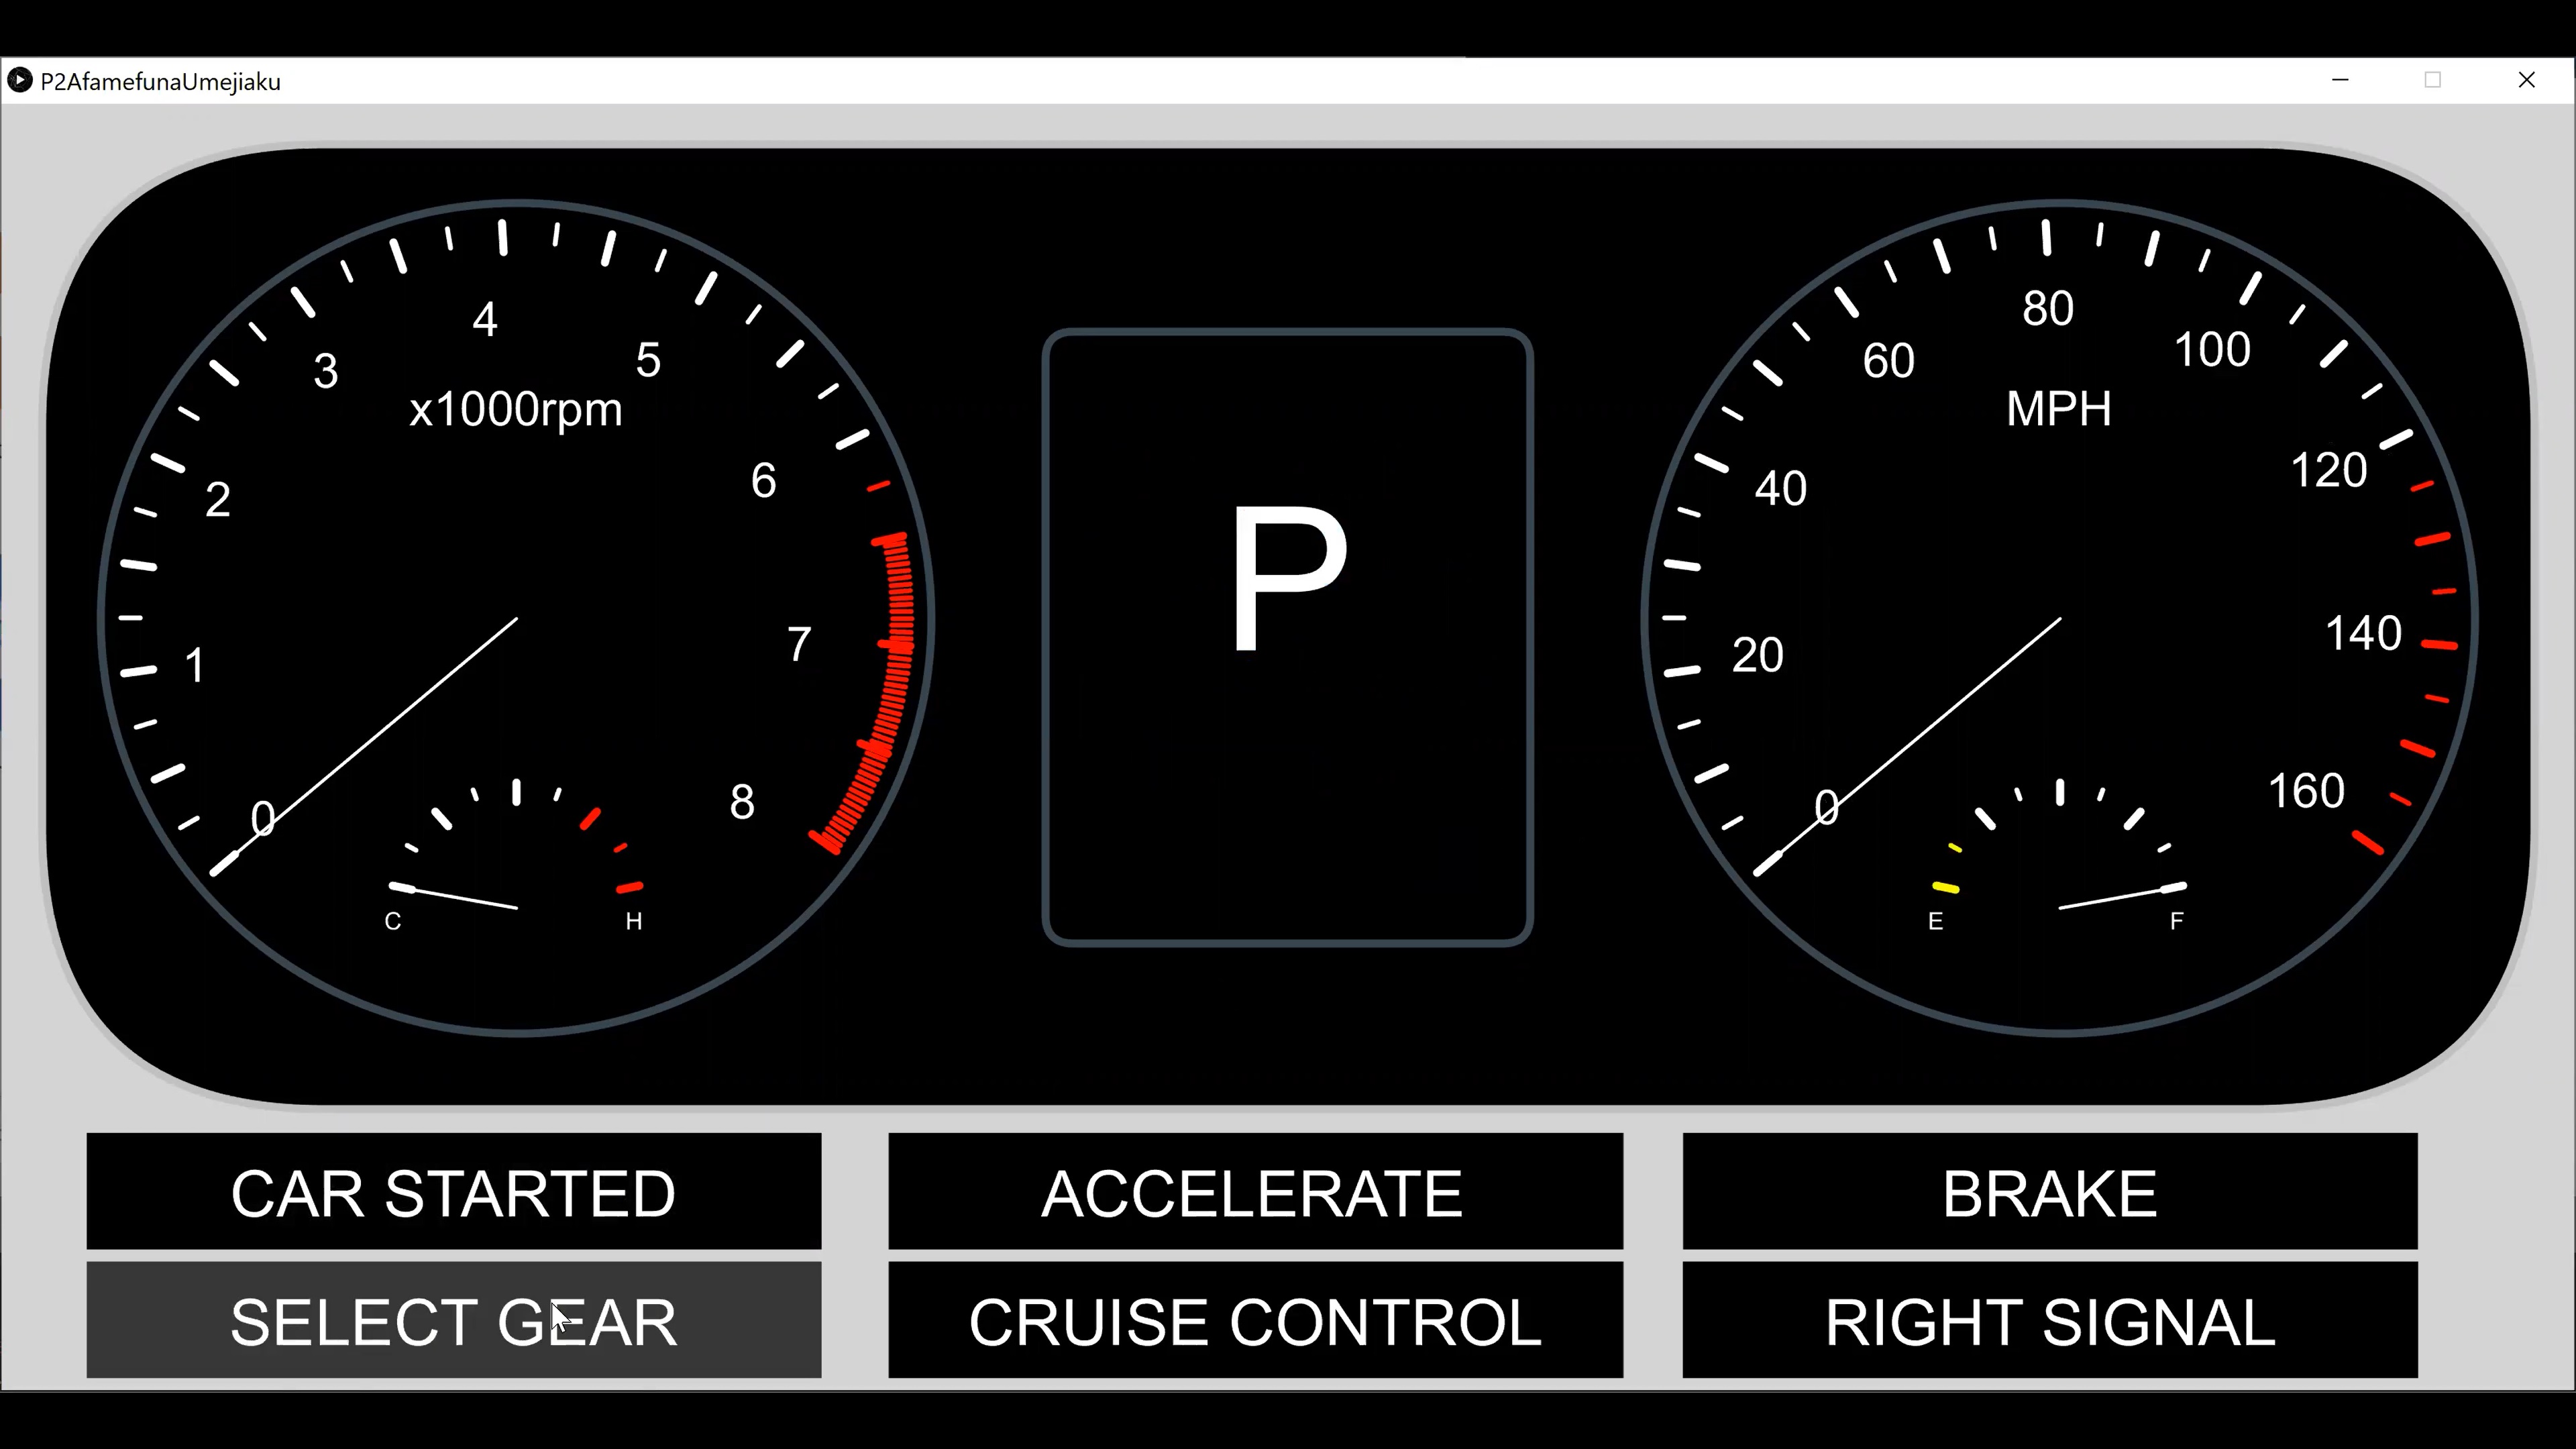 P2AfamefunaUmejiaku
4
80
3
5
60
100
x1000rpm
MPH
2
6
40
120
1
7
20
140
0
8
0
160
C
H
E
F
P
CAR STARTED
ACCELERATE
BRAKE
SELECT GEAR
CRUISE CONTROL
RIGHT SIGNAL